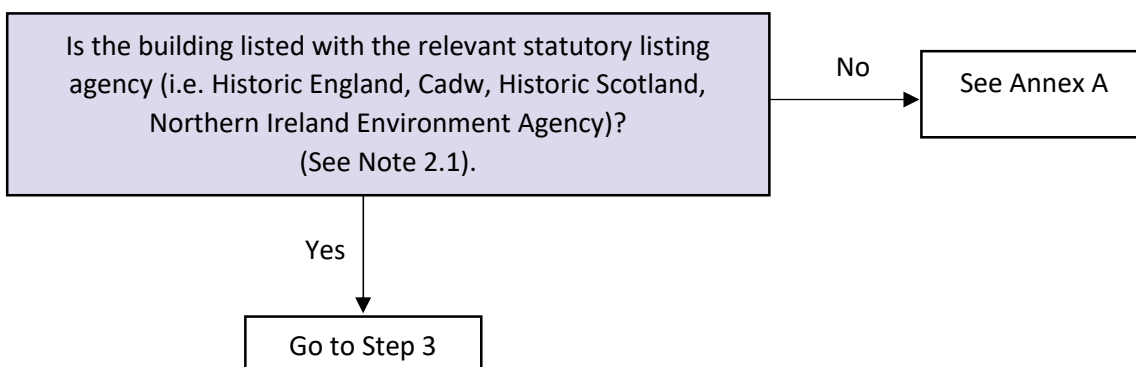 Is the building listed with the relevant statutory listing
agency (i.e. Historic England, Cadw, Historic Scotland,
Northern Ireland Environment Agency)?
(See Note 2.1).
No
See Annex A
Yes
Go to Step 3